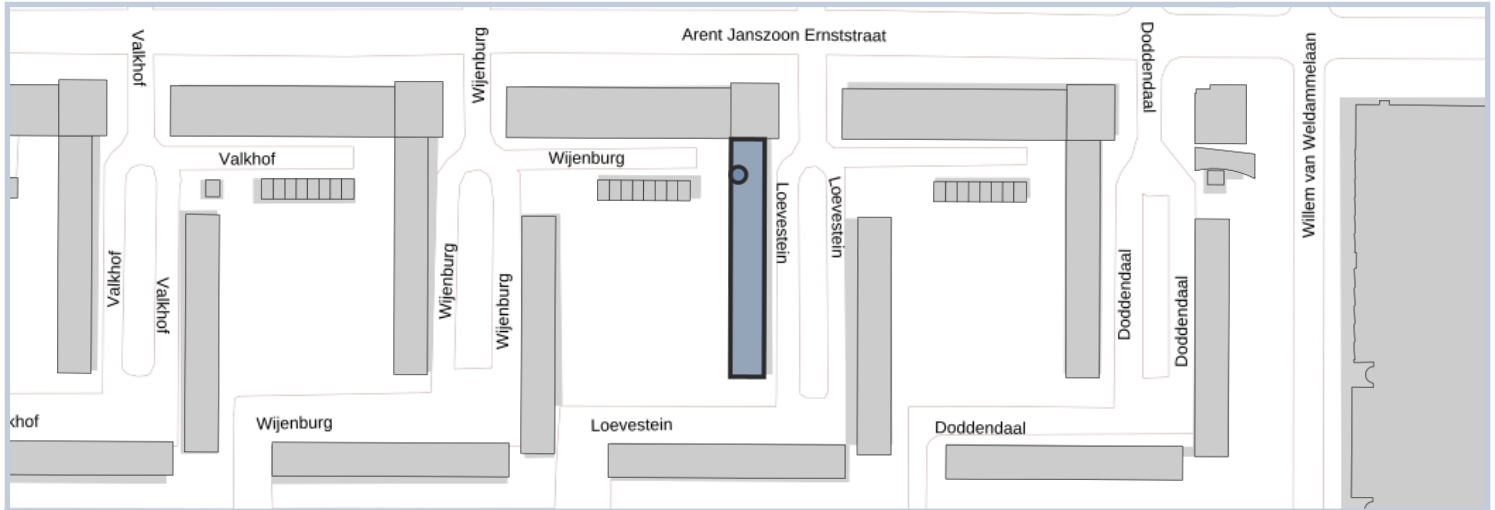 Arent Janszoon Ernststraat
Valkhof
Wijenburg
Doddendaal
Willem van Weldammelaan
Valkhof
Wijenburg
Loevestein
Loevestein
Valkhof
Valkhof
Wijenburg
Wijenburg
Doddendaal
Doddendaal
khof
Wijenburg
Loevestein
Doddendaal